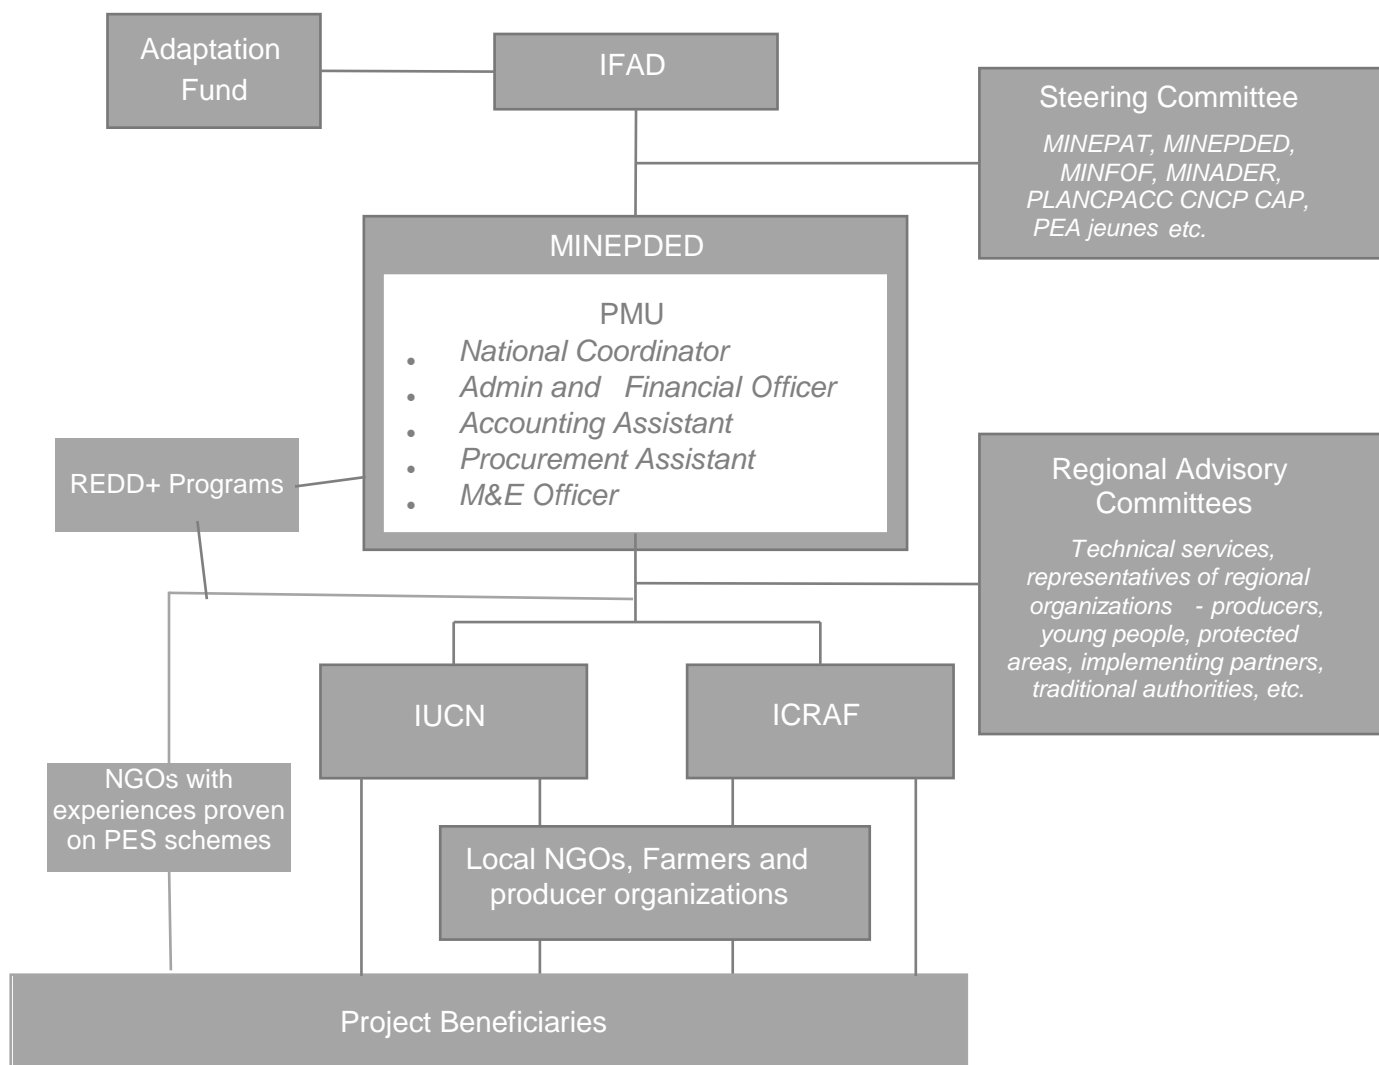 Adaptation
Fund
IFAD
Steering Committee
MINEPAT, MINEPDED,
MINFOF, MINADER,
PLANCPACC CNCP CAP,
PEA jeunes etc.
MINEPDED
PMU
• National Coordinator
• Admin and Financial Officer
• Accounting Assistant
• Procurement Assistant
• M&E Officer
REDD+ Programs
Regional Advisory
Committees
Technical services,
representatives of regional
organizations - producers,
young people, protected
areas, implementing partners,
traditional authorities, etc.
IUCN
ICRAF
NGOs with
experiences proven
on PES schemes
Local NGOs, Farmers and
producer organizations
Project Beneficiaries